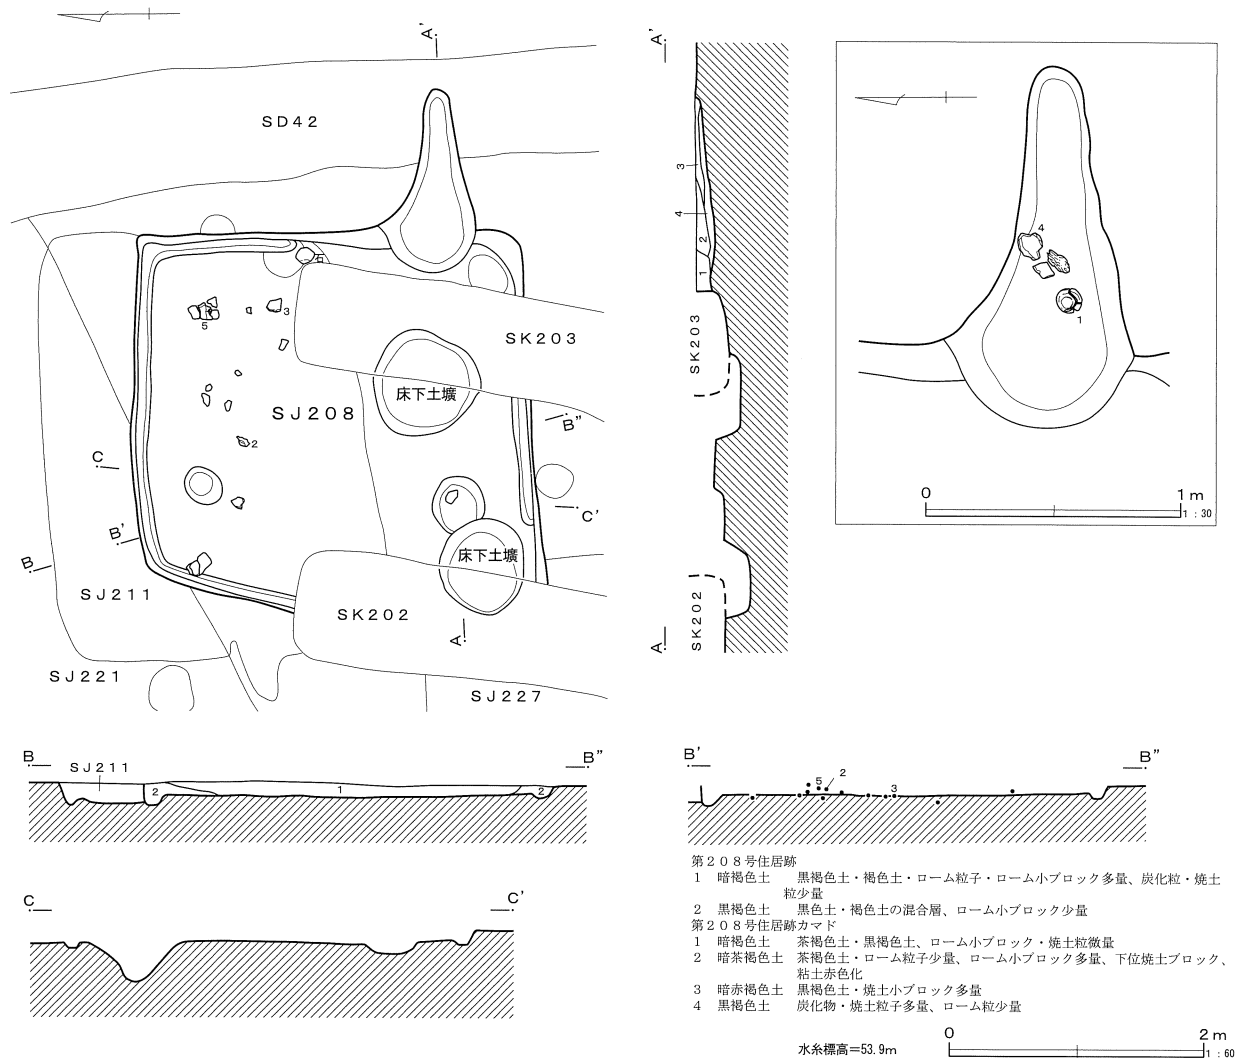 A'
SD42
3
5
SK203
床下土壙
SJ208
B"
2
C
C'
B'
B
床下土壙
SJ211
SK202
A
SJ221
SJ227
A'
3
4
2
1
SK203
SK202
A
4
1
0 1m
1:30
B B"
SJ211
2 1 2
C C'
B' B"
5 2
3
第208号住居跡
1 暗褐色土 黒褐色土・褐色土・ローム粒子・ローム小ブロック多量、炭化粒・焼土
粒少量
2 黒褐色土 黒色土・褐色土の混合層、ローム小ブロック少量
第208号住居跡カマド
1 暗褐色土 茶褐色土・黒褐色土、ローム小ブロック・焼土粒微量
2 暗茶褐色土 茶褐色土・ローム粒子少量、ローム小ブロック多量、下位焼土ブロック、
粘土赤色化
3 暗赤褐色土 黒褐色土・焼土小ブロック多量
4 黒褐色土 炭化物・焼土粒子多量、ローム粒少量
水糸標高=53.9m
0 2m
1:60